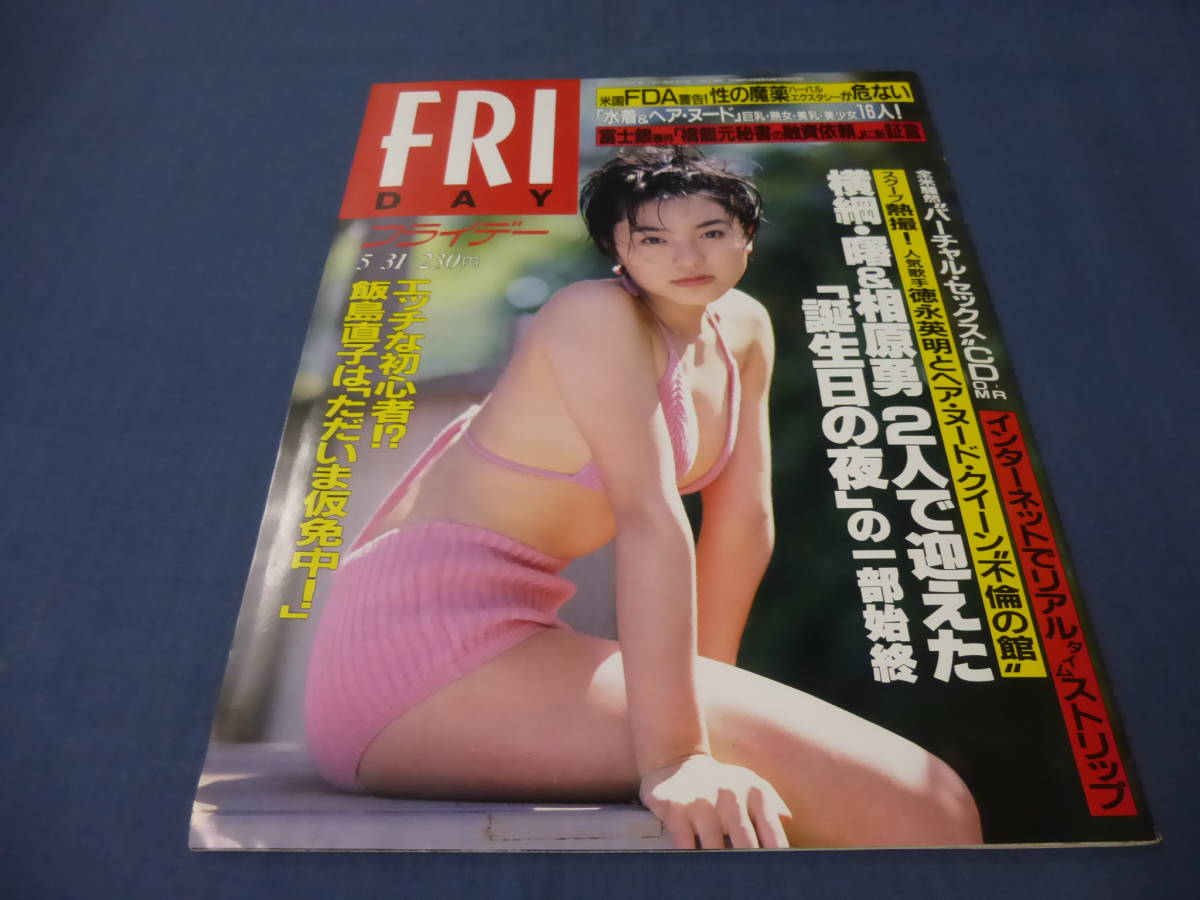 FRI
DAY
フライデー
5/31 230円
米国FDA警告!性の魔薬ハーバルエクスタシーが危ない
「水着&ヘア・ヌード」巨乳・熟女・美乳・美少女16人!
富士銀事件「橋龍元秘書の融資依頼」に新証言
全米騒然“バーチャル・セックス”CD-ROM
インターネットでリアルタイムストリップ
スクープ熱撮!人気歌手徳永英明とヘア・ヌード・クイーン“不倫の館”
横綱・曙&相原勇2人で迎えた
「誕生日の夜」の一部始終
エッチな初心者!?
飯島直子は「ただいま仮免中!」